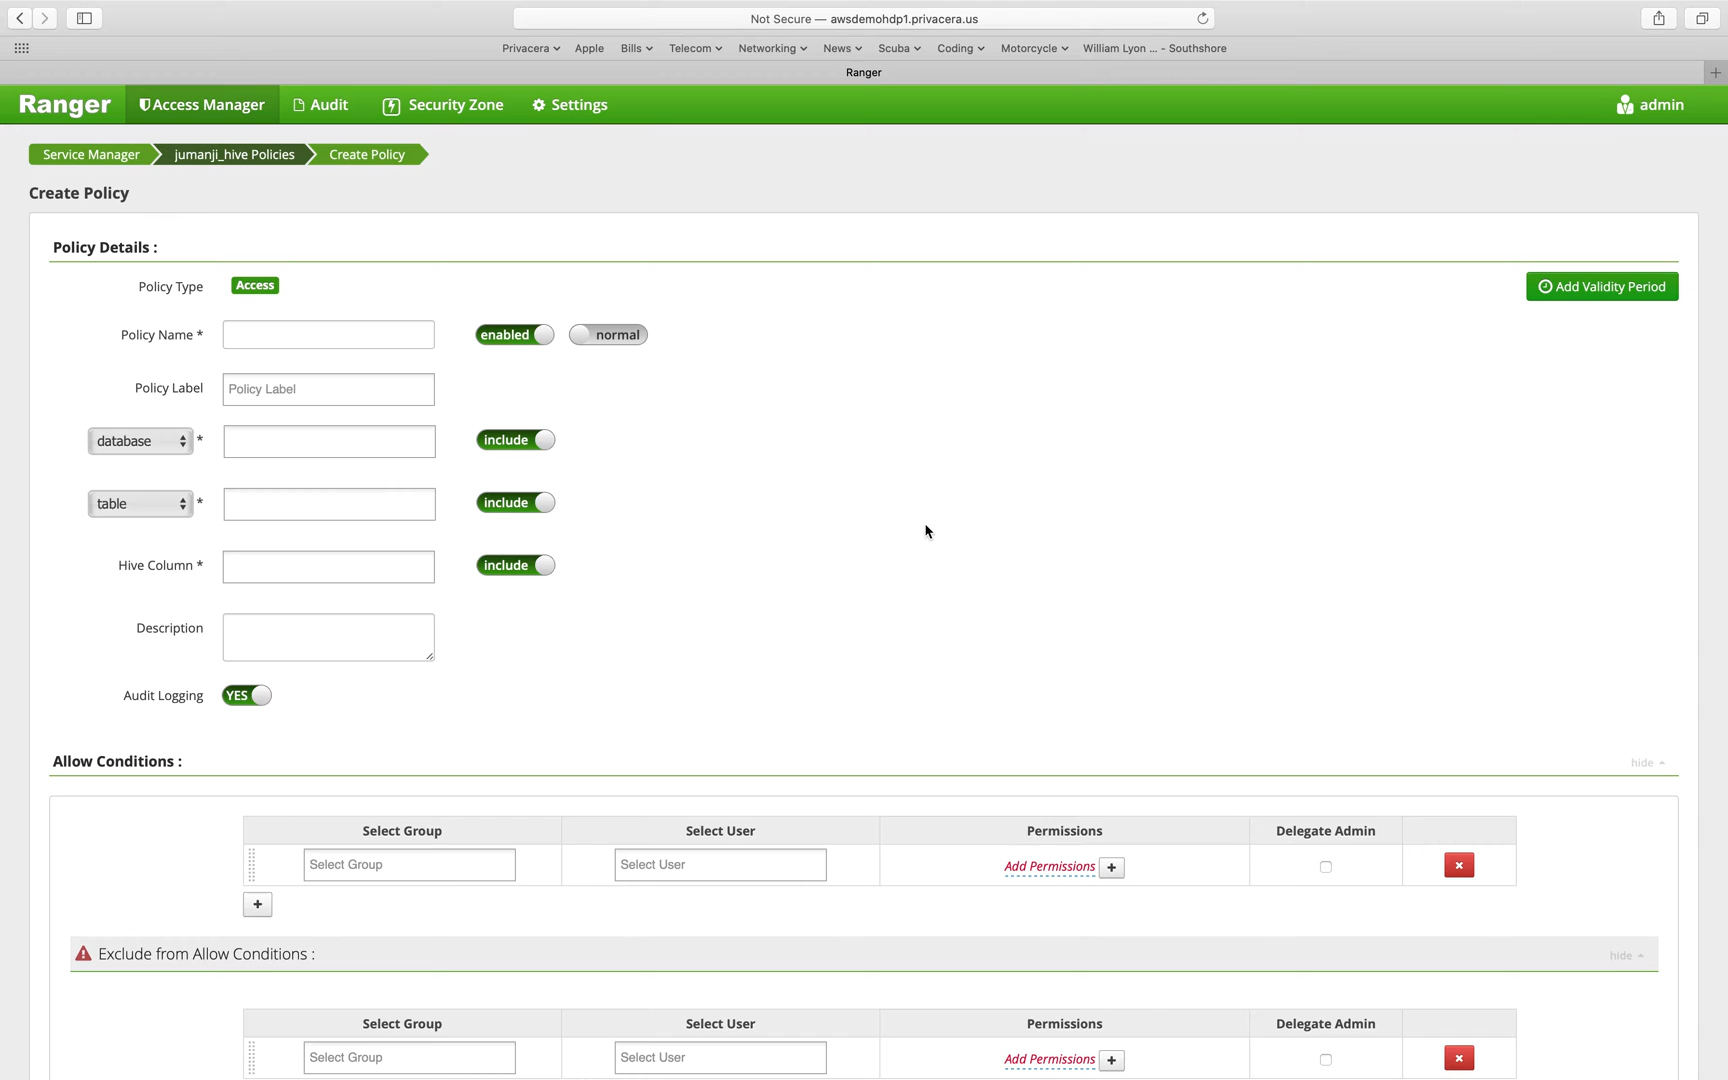 Not Secure — awsdemohdp1.privacera.us
Privacera Apple Bills Telecom Networking News Scuba Coding Motorcycle William Lyon ... - Southshore
Ranger
Ranger Access Manager Audit Security Zone Settings admin
Service Manager jumanji_hive Policies Create Policy
Create Policy
Policy Details :
Policy Type Access Add Validity Period
Policy Name * enabled normal
Policy Label Policy Label
database * include
table * include
Hive Column * include
Description
Audit Logging YES
Allow Conditions :
hide
Select Group Select User Permissions Delegate Admin
Select Group Select User Add Permissions +
+
Exclude from Allow Conditions :
hide
Select Group Select User Permissions Delegate Admin
Select Group Select User Add Permissions +